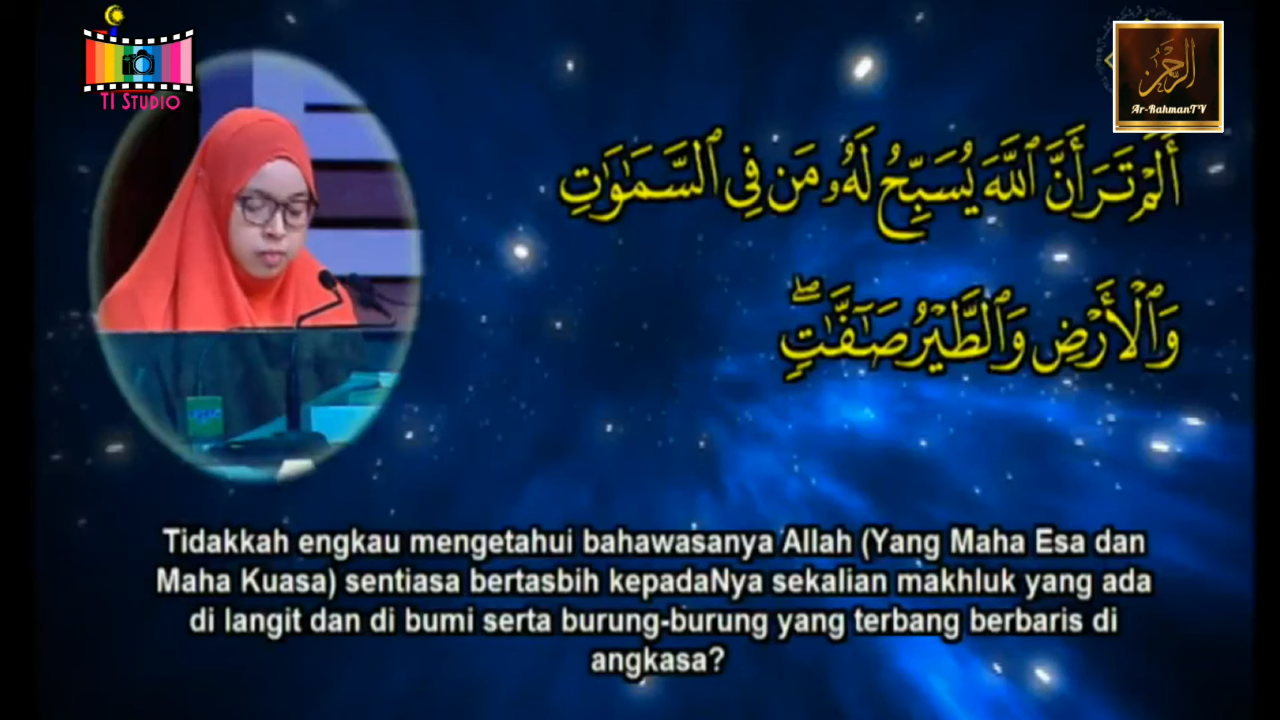 TI STUDIO
الرحمن
Ar-RahmanTV
أَلَمْ تَرَ أَنَّ ٱللَّهَ يُسَبِّحُ لَهُۥ مَن فِى ٱلسَّمَـٰوَٰتِ
وَٱلْأَرْضِ وَٱلطَّيْرُ صَـٰٓفَّـٰتٍ ۖ
Tidakkah engkau mengetahui bahawasanya Allah (Yang Maha Esa dan
Maha Kuasa) sentiasa bertasbih kepadaNya sekalian makhluk yang ada
di langit dan di bumi serta burung-burung yang terbang berbaris di
angkasa?